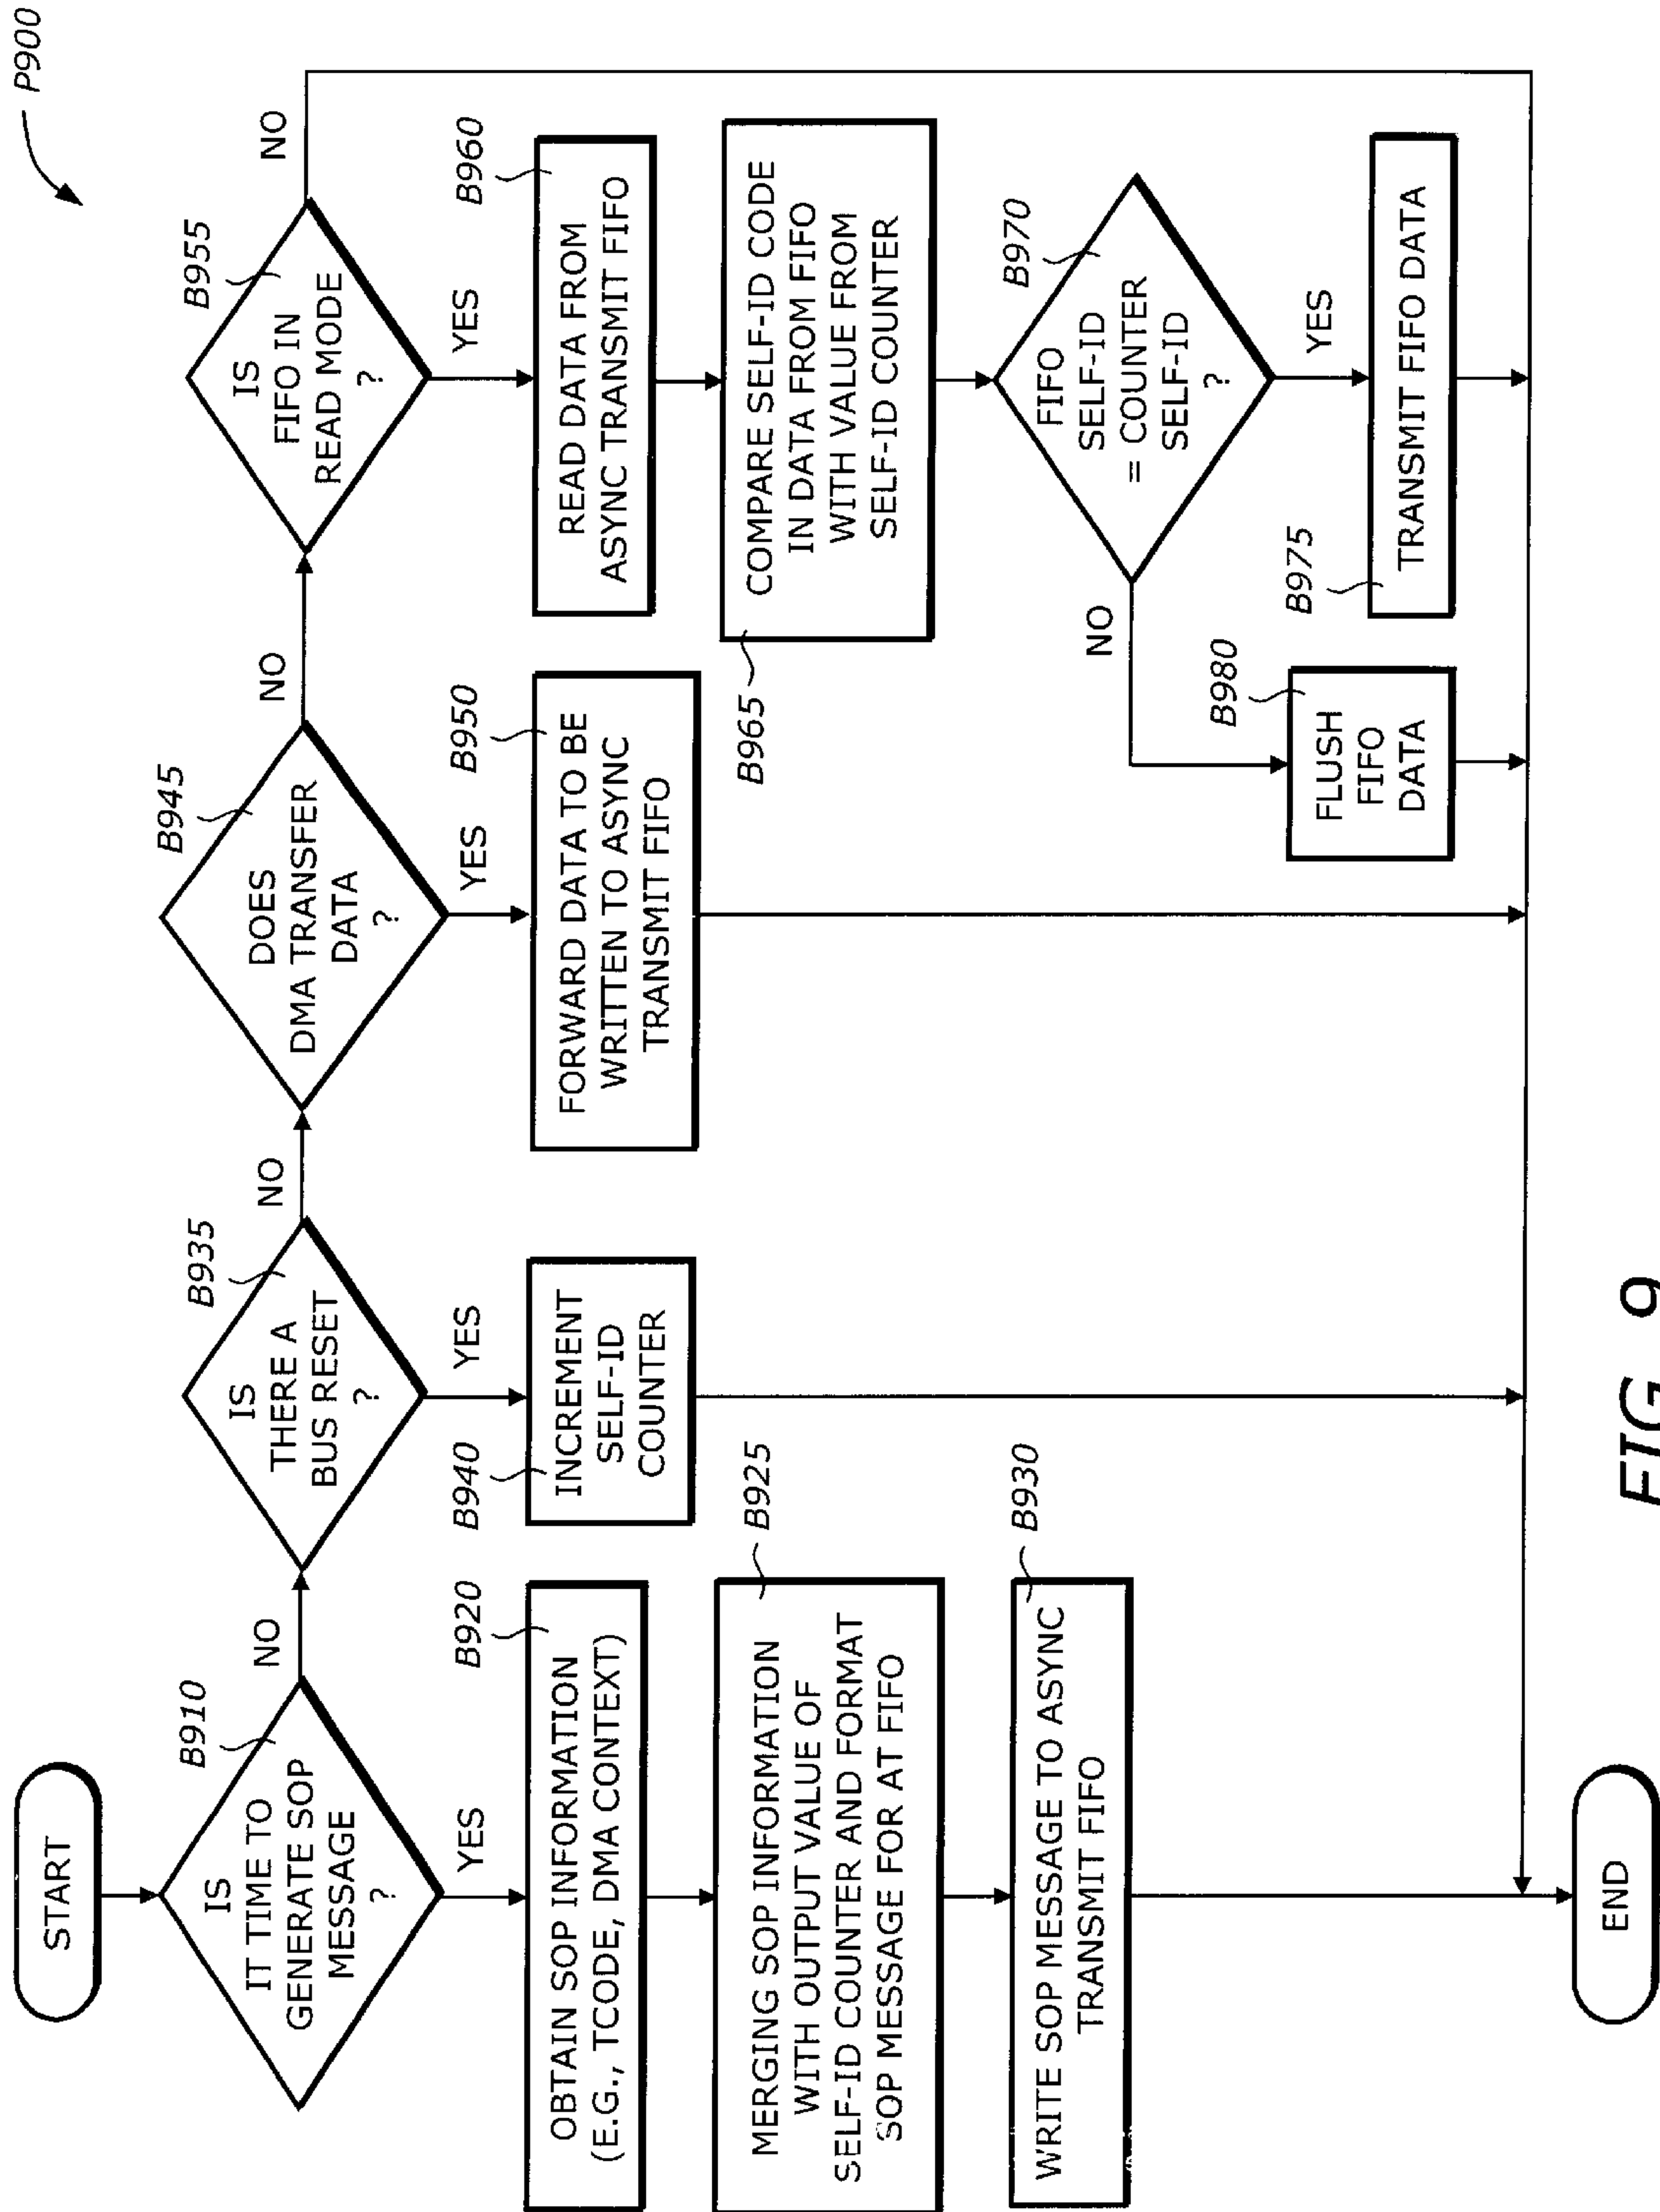 P900
START
B910
IS
IT TIME TO
GENERATE SOP
MESSAGE
?
NO
YES
B920
OBTAIN SOP INFORMATION
(E.G., TCODE, DMA CONTEXT)
B925
MERGING SOP INFORMATION
WITH OUTPUT VALUE OF
SELF-ID COUNTER AND FORMAT
SOP MESSAGE FOR AT FIFO
B930
WRITE SOP MESSAGE TO ASYNC
TRANSMIT FIFO
END
B935
IS
THERE A
BUS RESET
?
NO
YES
B940
INCREMENT
SELF-ID
COUNTER
B945
DOES
DMA TRANSFER
DATA
?
NO
YES
B950
FORWARD DATA TO BE
WRITTEN TO ASYNC
TRANSMIT FIFO
B955
IS
FIFO IN
READ MODE
?
NO
YES
B960
READ DATA FROM
ASYNC TRANSMIT FIFO
B965
COMPARE SELF-ID CODE
IN DATA FROM FIFO
WITH VALUE FROM
SELF-ID COUNTER
B970
FIFO
SELF-ID
= COUNTER
SELF-ID
?
NO
YES
B975
TRANSMIT FIFO DATA
B980
FLUSH
FIFO
DATA
FIG. 9